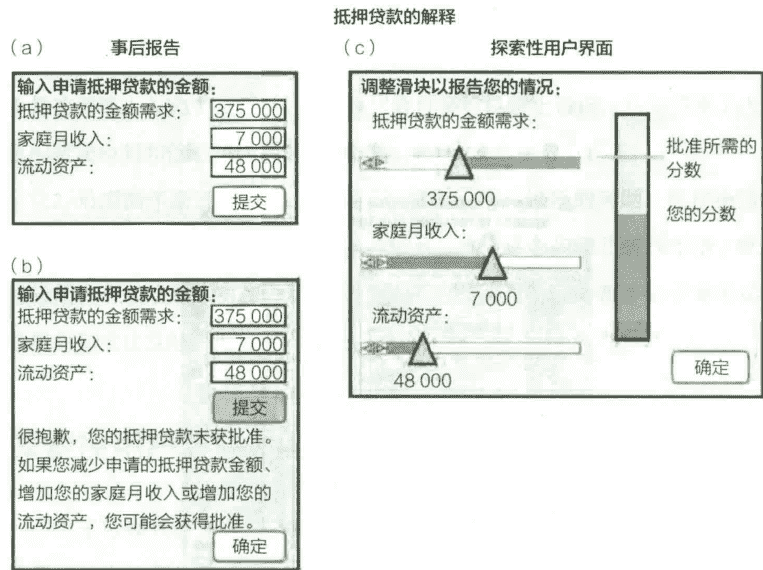 抵押贷款的解释
（a）
事后报告
输入申请抵押贷款的金额：
抵押贷款的金额需求：
375 000
家庭月收入：
7 000
流动资产：
48 000
提交
（b）
输入申请抵押贷款的金额：
抵押贷款的金额需求：
375 000
家庭月收入：
7 000
流动资产：
48 000
提交
很抱歉，您的抵押贷款未获批准。
如果您减少申请的抵押贷款金额、
增加您的家庭月收入或增加您的
流动资产，您可能会获得批准。
确定
（c）
探索性用户界面
调整滑块以报告您的情况：
抵押贷款的金额需求：
375 000
家庭月收入：
7 000
流动资产：
48 000
批准所需的
分数
您的分数
确定